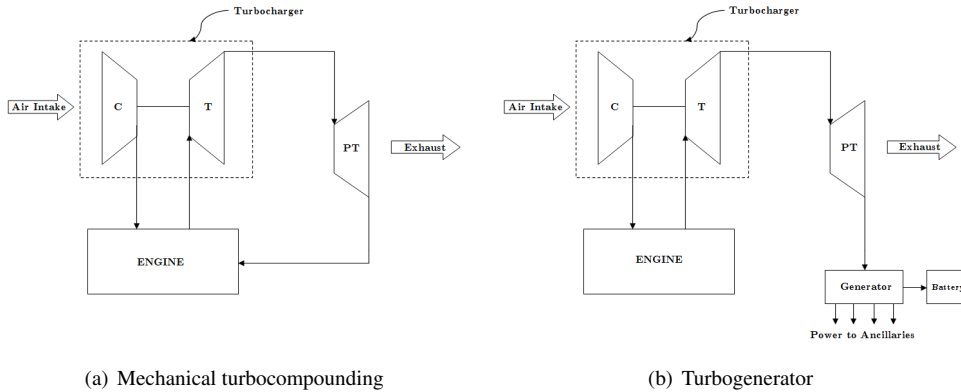 Turbocharger
Air Intake
C
T
PT
Exhaust
ENGINE
(a) Mechanical turbocompounding
Turbocharger
Air Intake
C
T
PT
Exhaust
ENGINE
Generator
Battery
Power to Ancillaries
(b) Turbogenerator